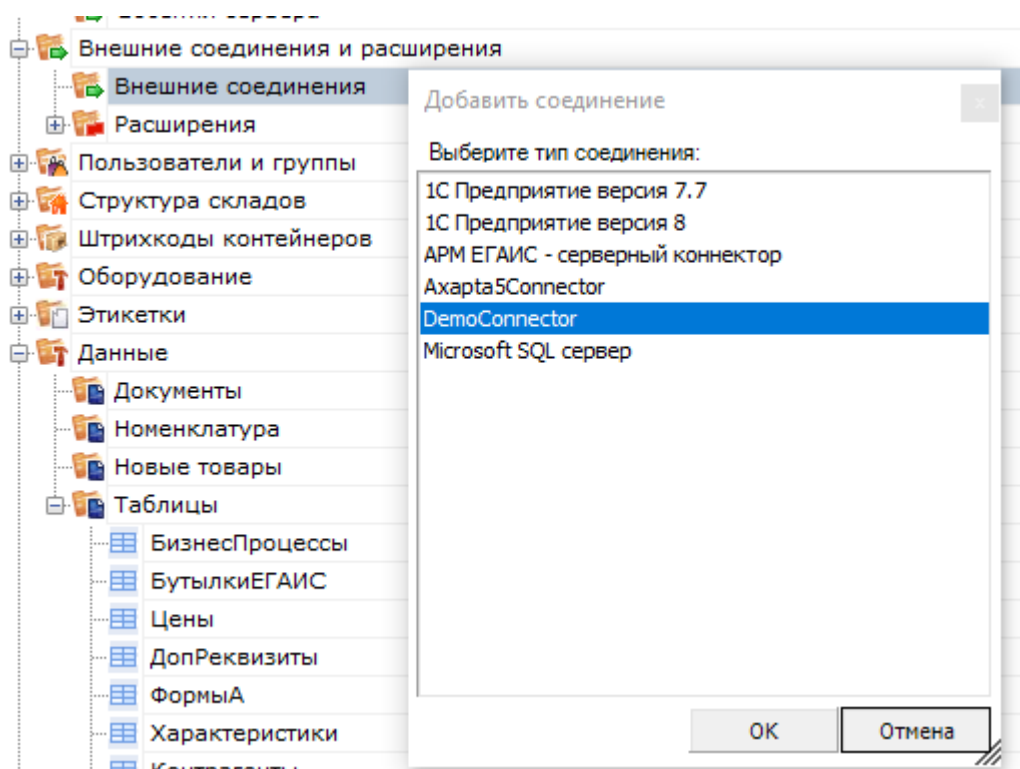 Внешние соединения и расширения
Внешние соединения
Расширения
Пользователи и группы
Структура складов
Штрихкоды контейнеров
Оборудование
Этикетки
Данные
Документы
Номенклатура
Новые товары
Таблицы
БизнесПроцессы
БутылкиЕГАИС
Цены
ДопРеквизиты
ФормыА
Характеристики
Добавить соединение
x
Выберите тип соединения:
1С Предприятие версия 7.7
1С Предприятие версия 8
АРМ ЕГАИС - серверный коннектор
Axapta5Connector
DemoConnector
Microsoft SQL сервер
ОК
Отмена